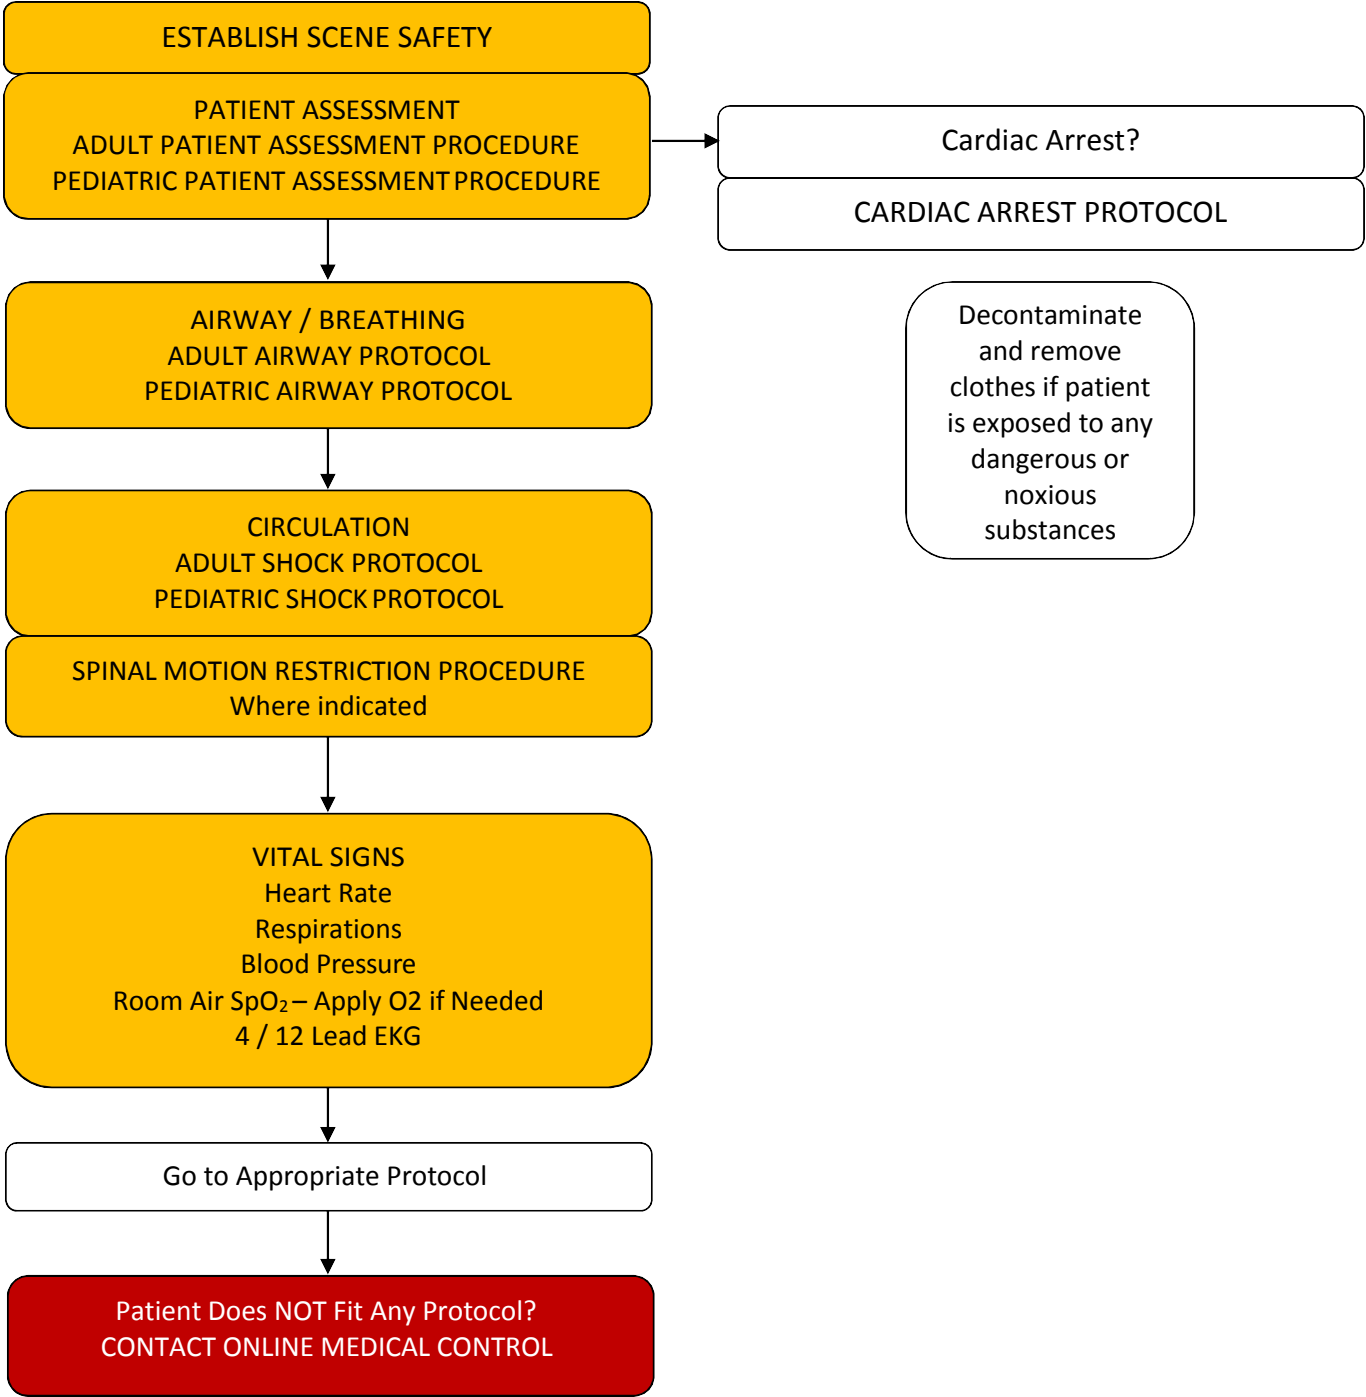 ESTABLISH SCENE SAFETY
PATIENT ASSESSMENT
ADULT PATIENT ASSESSMENT PROCEDURE
PEDIATRIC PATIENT ASSESSMENT PROCEDURE
Cardiac Arrest?
CARDIAC ARREST PROTOCOL
AIRWAY / BREATHING
ADULT AIRWAY PROTOCOL
PEDIATRIC AIRWAY PROTOCOL
Decontaminate
and remove
clothes if patient
is exposed to any
dangerous or
noxious
substances
CIRCULATION
ADULT SHOCK PROTOCOL
PEDIATRIC SHOCK PROTOCOL
SPINAL MOTION RESTRICTION PROCEDURE
Where indicated
VITAL SIGNS
Heart Rate
Respirations
Blood Pressure
Room Air SpO₂ – Apply O2 if Needed
4 / 12 Lead EKG
Go to Appropriate Protocol
Patient Does NOT Fit Any Protocol?
CONTACT ONLINE MEDICAL CONTROL